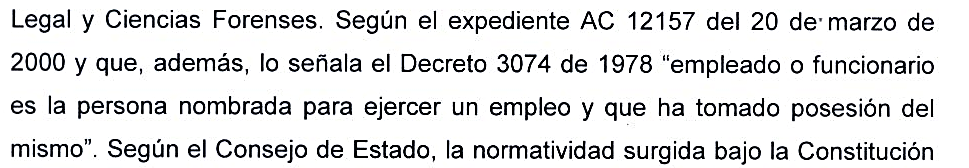 Legal y Ciencias Forenses. Según el expediente AC 12157 del 20 de marzo de
2000 y que, además, lo señala el Decreto 3074 de 1978 “empleado o funcionario
es la persona nombrada para ejercer un empleo y que ha tomado posesión del
mismo”. Según el Consejo de Estado, la normatividad surgida bajo la Constitución